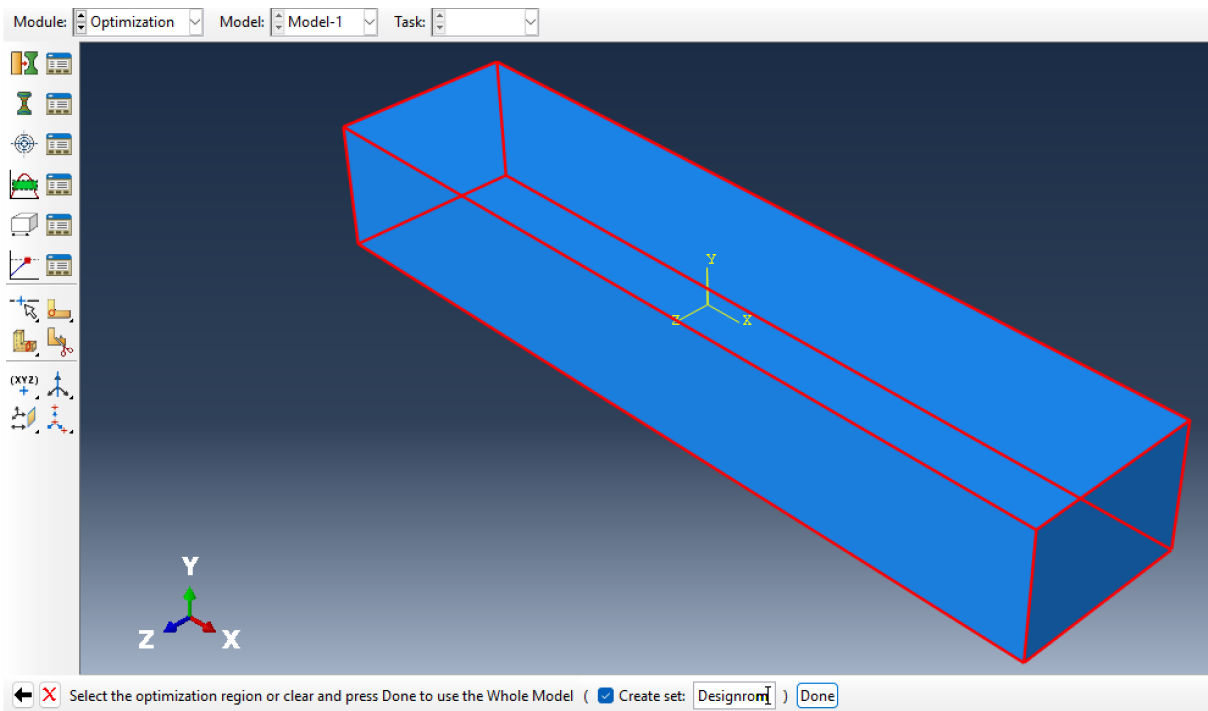 Module: Optimization Model: Model-1 Task:
(XYZ)
Y
Z X
Y
Z X
Select the optimization region or clear and press Done to use the Whole Model ( Create set: Designrom ) Done